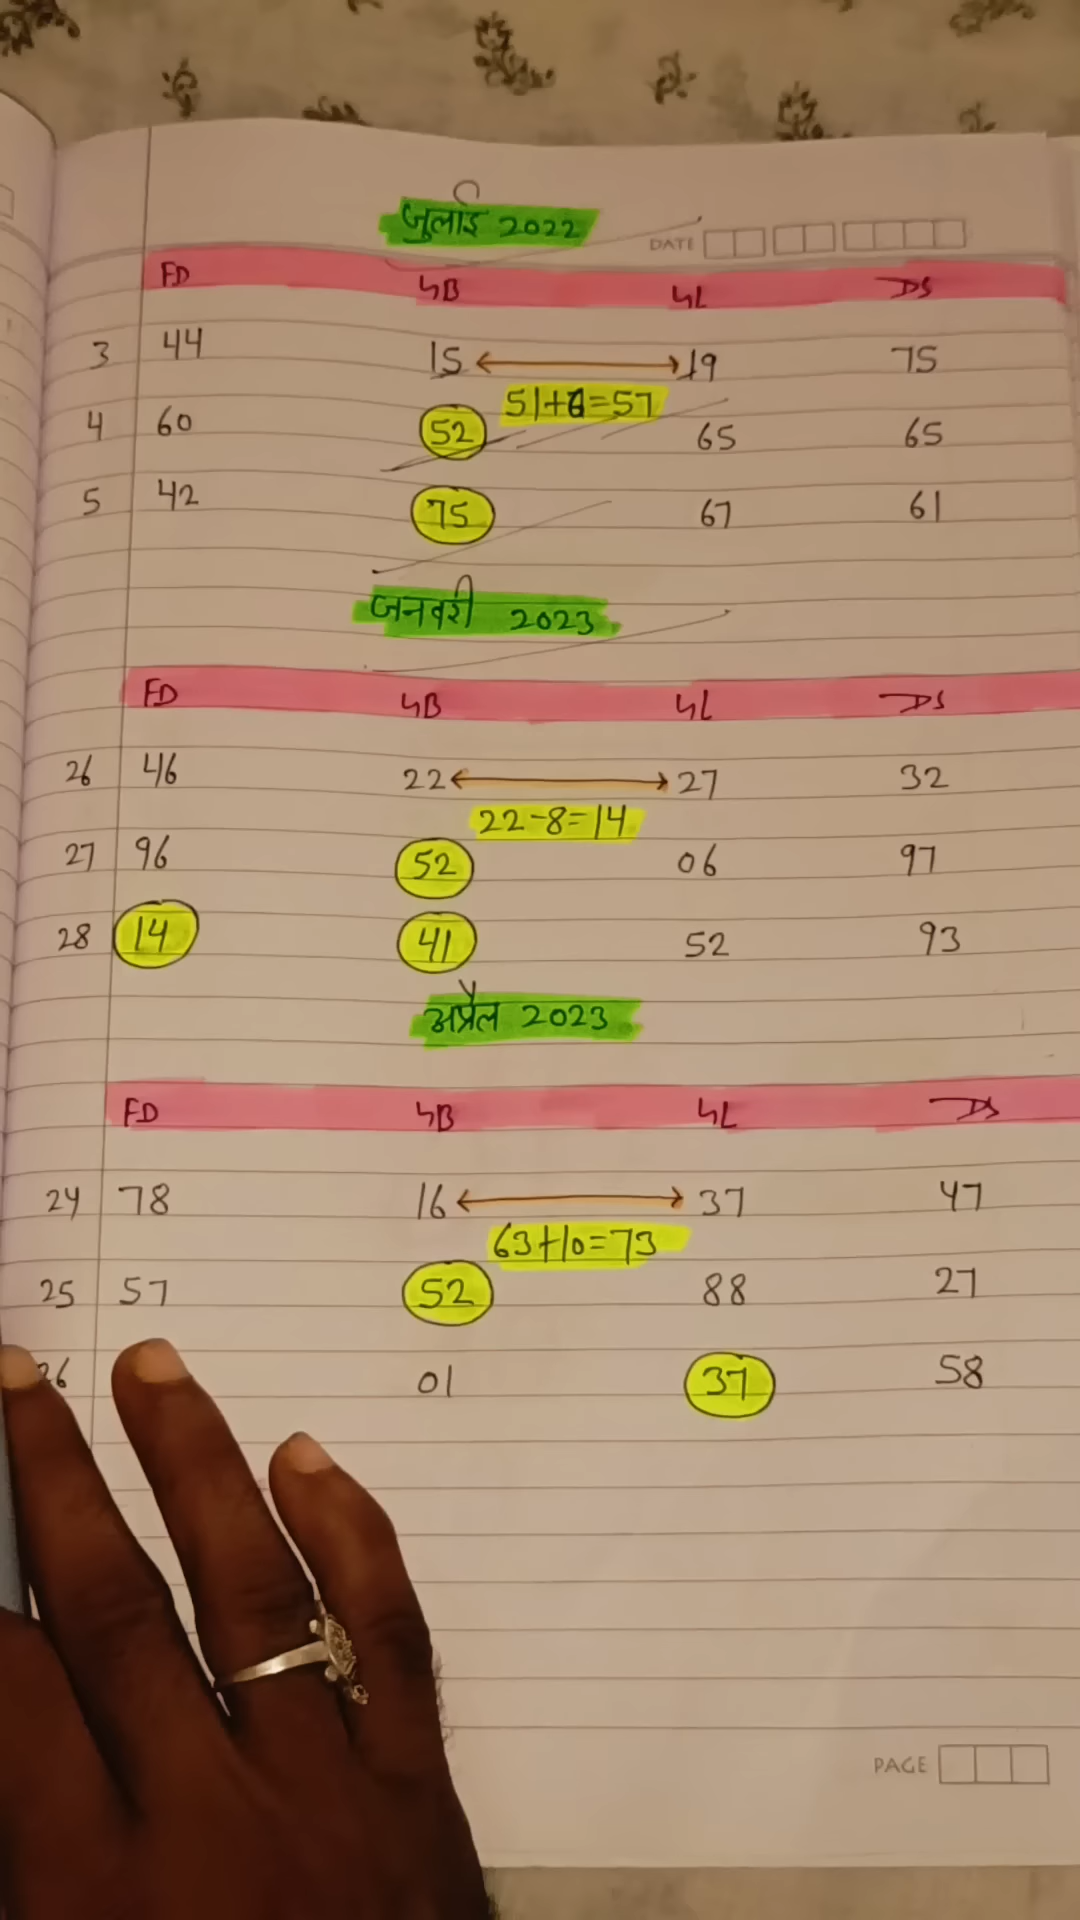 जुलाई 2022
DATE
FD GB GL DS
3 44 15 19 75
51+6=57
4 60 52 65 65
5 42 75 67 61
जनवरी 2023
FD GB GL DS
26 46 22 27 32
22-8=14
27 96 52 06 97
28 14 41 52 93
अप्रैल 2023
FD GB GL DS
24 78 16 37 47
63+10=73
25 57 52 88 27
26 01 37 58
PAGE